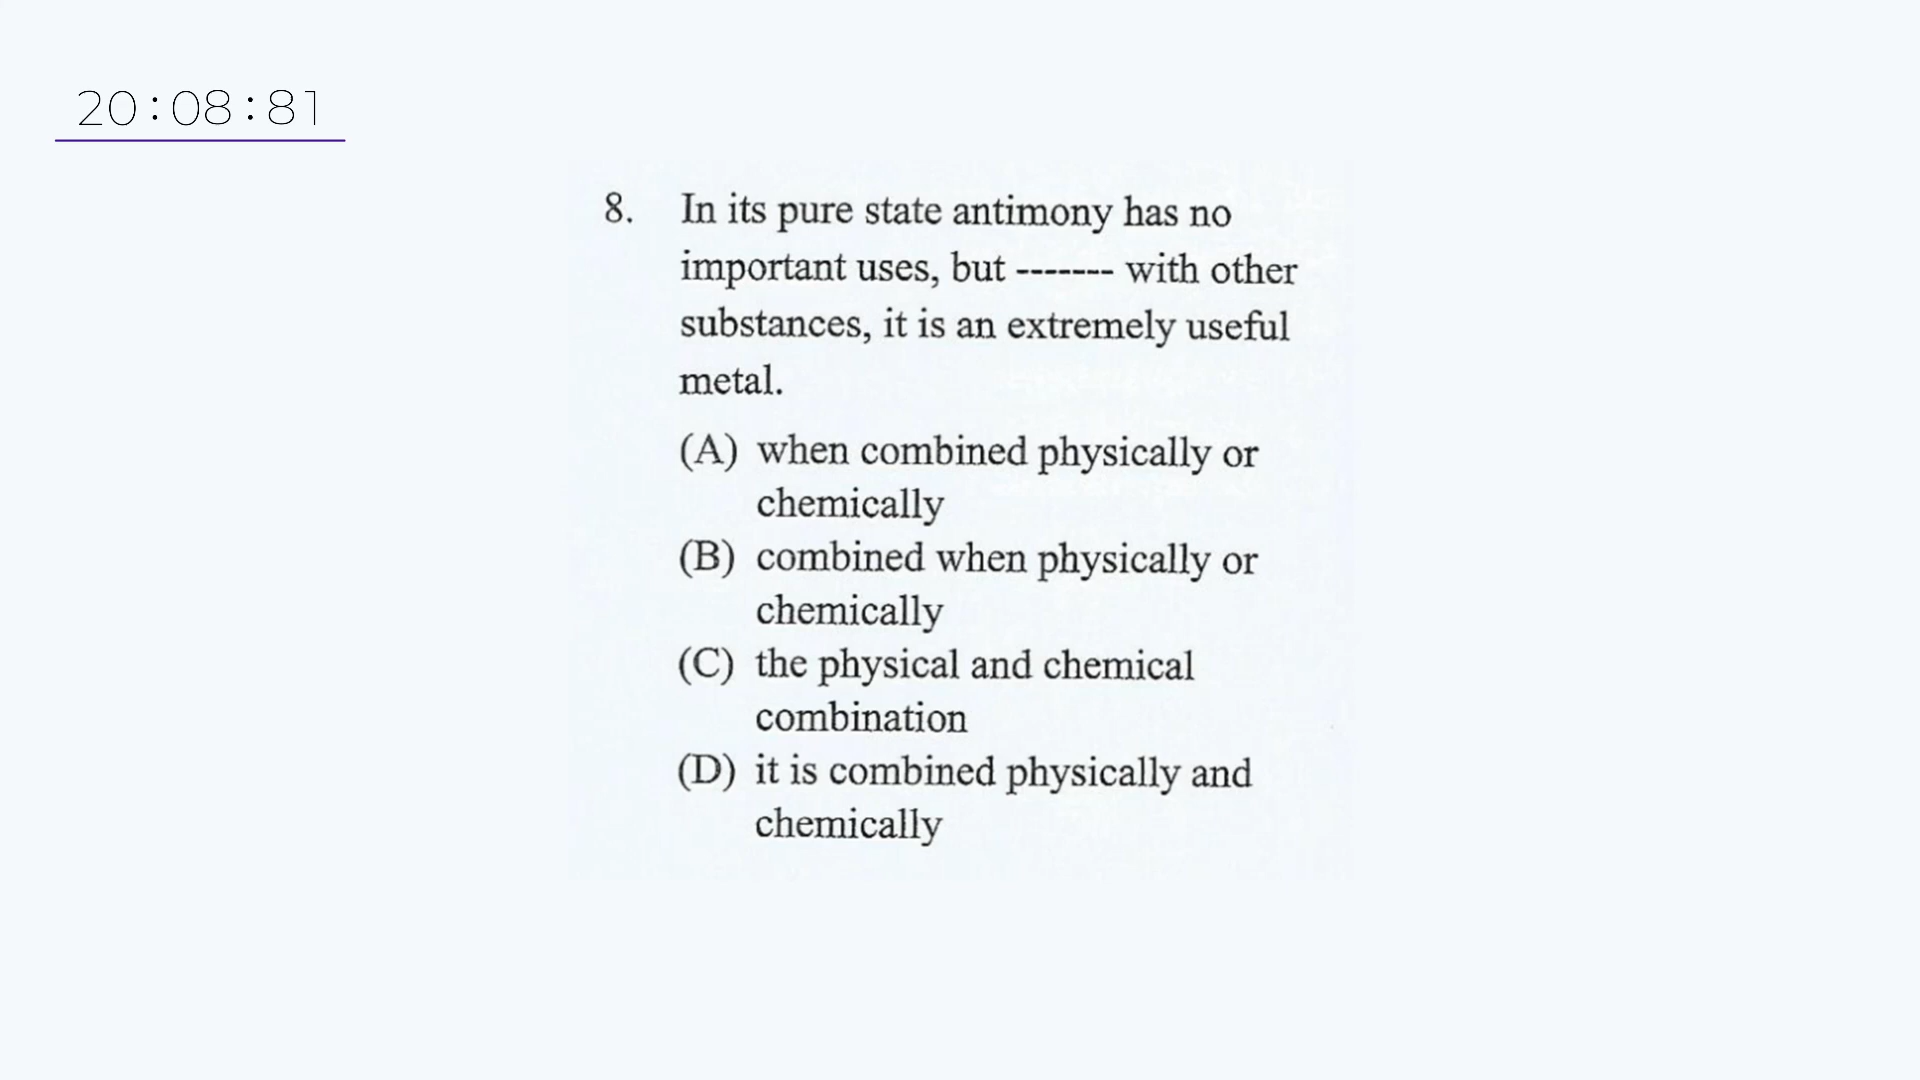 20:08:81
8. In its pure state antimony has no
important uses, but ------- with other
substances, it is an extremely useful
metal.
(A) when combined physically or
chemically
(B) combined when physically or
chemically
(C) the physical and chemical
combination
(D) it is combined physically and
chemically